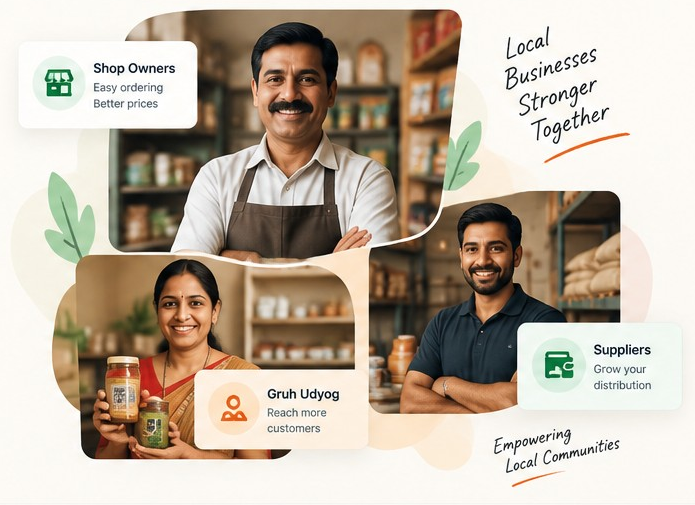 Shop Owners
Easy ordering
Better prices
Local
Businesses
Stronger
Together
Gruh Udyog
Reach more
customers
Suppliers
Grow your
distribution
Empowering
Local Communities